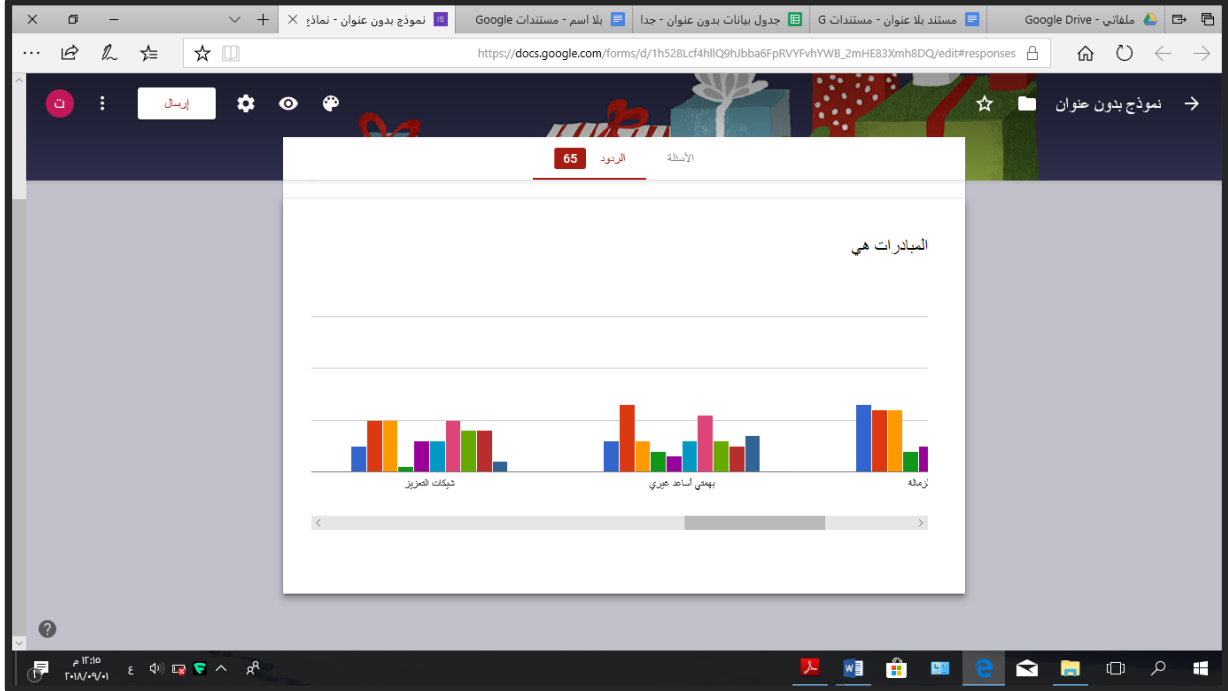 ملفاتي - Google Drive
مستند بلا عنوان - مستندات G
جدول بيانات بدون عنوان - جدا
بلا اسم - مستندات Google
نموذج بدون عنوان - نماذج
https://docs.google.com/forms/d/1h528Lcf4hllQ9hJbba6FpRVYFvhYWB_2mHE83Xmh8DQ/edit#responses
نموذج بدون عنوان
إرسال
ت
الأسئلة
الردود 65
المبادرات هي
لزمالة
بهمتي أساعد غيري
شبكات التعزيز
ع
١٢:١٥ م
٢٠١٨/٠٩/٠١